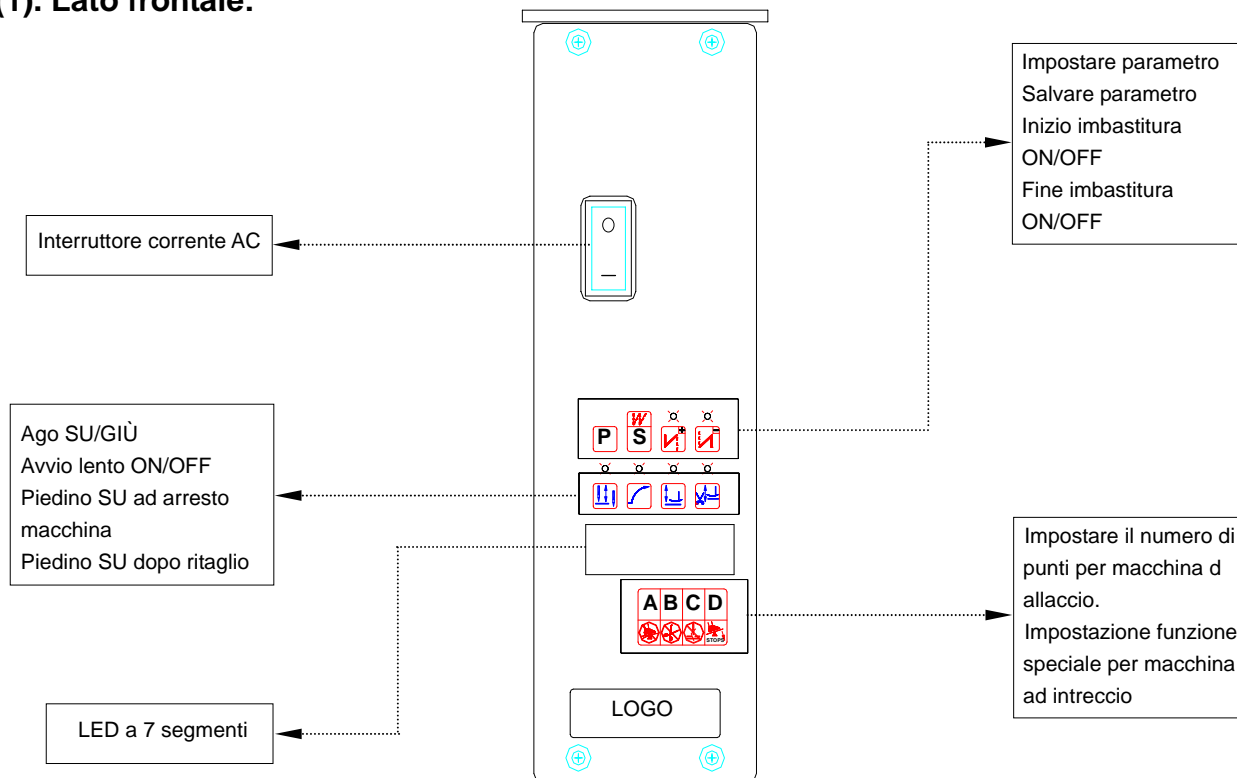 (1). Lato frontale:
Impostare parametro
Salvare parametro
Inizio imbastitura
ON/OFF
Fine imbastitura
ON/OFF
Interruttore corrente AC
W
P S
Ago SU/GIÙ
Avvio lento ON/OFF
Piedino SU ad arresto
macchina
Piedino SU dopo ritaglio
Impostare il numero di
punti per macchina d
allaccio.
Impostazione funzione
speciale per macchina
ad intreccio
A B C D
STOPS
LOGO
LED a 7 segmenti